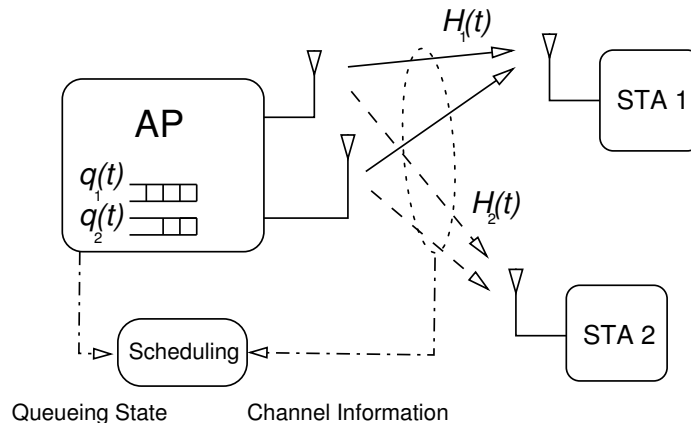 H1(t)
AP
STA 1
q1(t)
q2(t)
H2(t)
STA 2
Scheduling
Queueing State
Channel Information